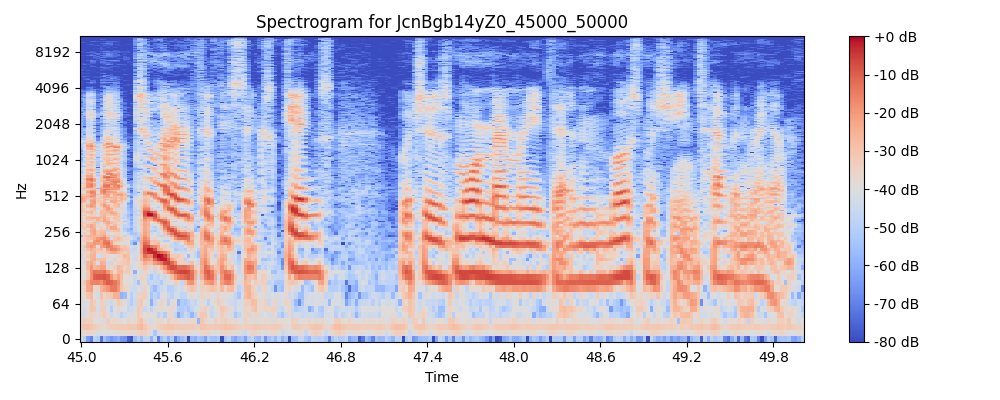 Spectrogram for JcnBgb14yZ0_45000_50000
Hz
8192
4096
2048
1024
512
256
128
64
0
45.0 45.6 46.2 46.8 47.4 48.0 48.6 49.2 49.8
Time
+0 dB
-10 dB
-20 dB
-30 dB
-40 dB
-50 dB
-60 dB
-70 dB
-80 dB